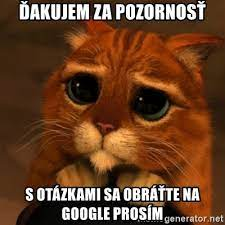 ĎAKUJEM ZA POZORNOSŤ
S OTÁZKAMI SA OBRÁŤTE NA
GOOGLE PROSÍM
generator.net